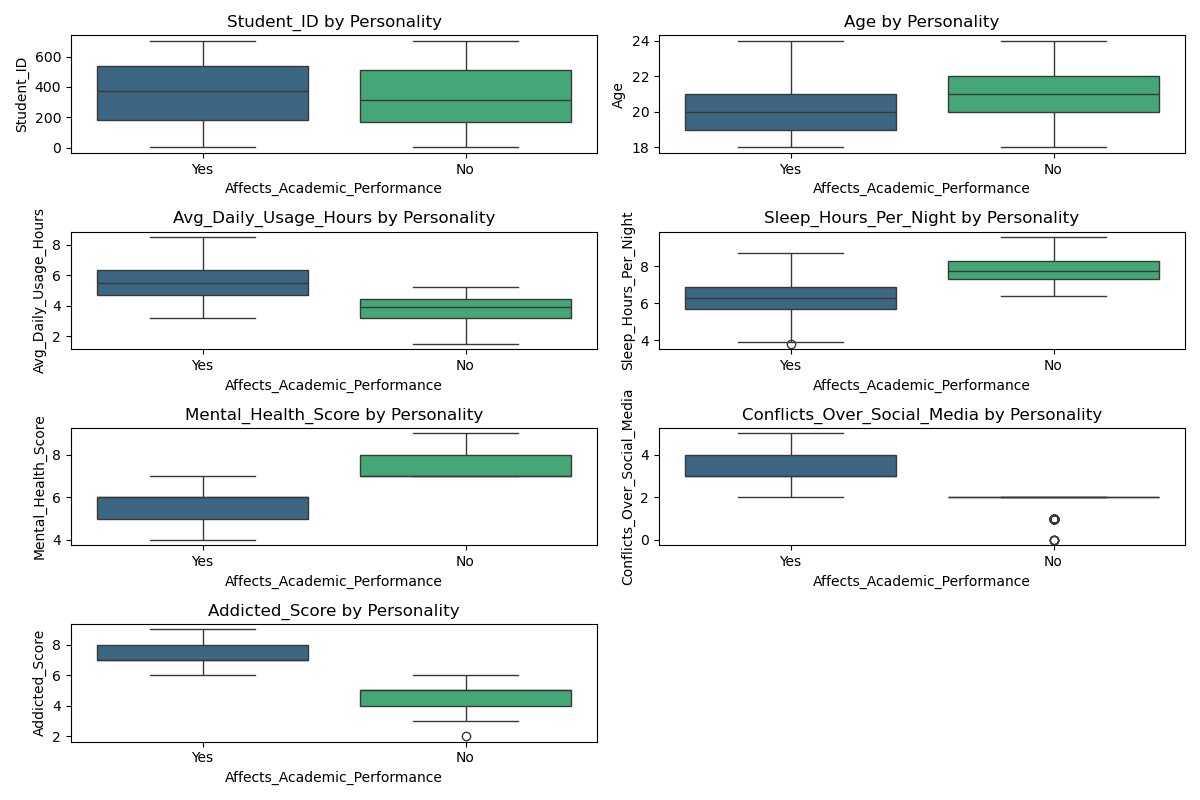 Student_ID by Personality
Student_ID
600
400
200
0
Yes
No
Affects_Academic_Performance
Age by Personality
Age
24
22
20
18
Yes
No
Affects_Academic_Performance
Avg_Daily_Usage_Hours by Personality
Avg_Daily_Usage_Hours
8
6
4
2
Yes
No
Affects_Academic_Performance
Sleep_Hours_Per_Night by Personality
Sleep_Hours_Per_Night
8
6
4
Yes
No
Affects_Academic_Performance
Mental_Health_Score by Personality
Mental_Health_Score
8
6
4
Yes
No
Affects_Academic_Performance
Conflicts_Over_Social_Media by Personality
Conflicts_Over_Social_Media
4
2
0
Yes
No
Affects_Academic_Performance
Addicted_Score by Personality
Addicted_Score
8
6
4
2
Yes
No
Affects_Academic_Performance